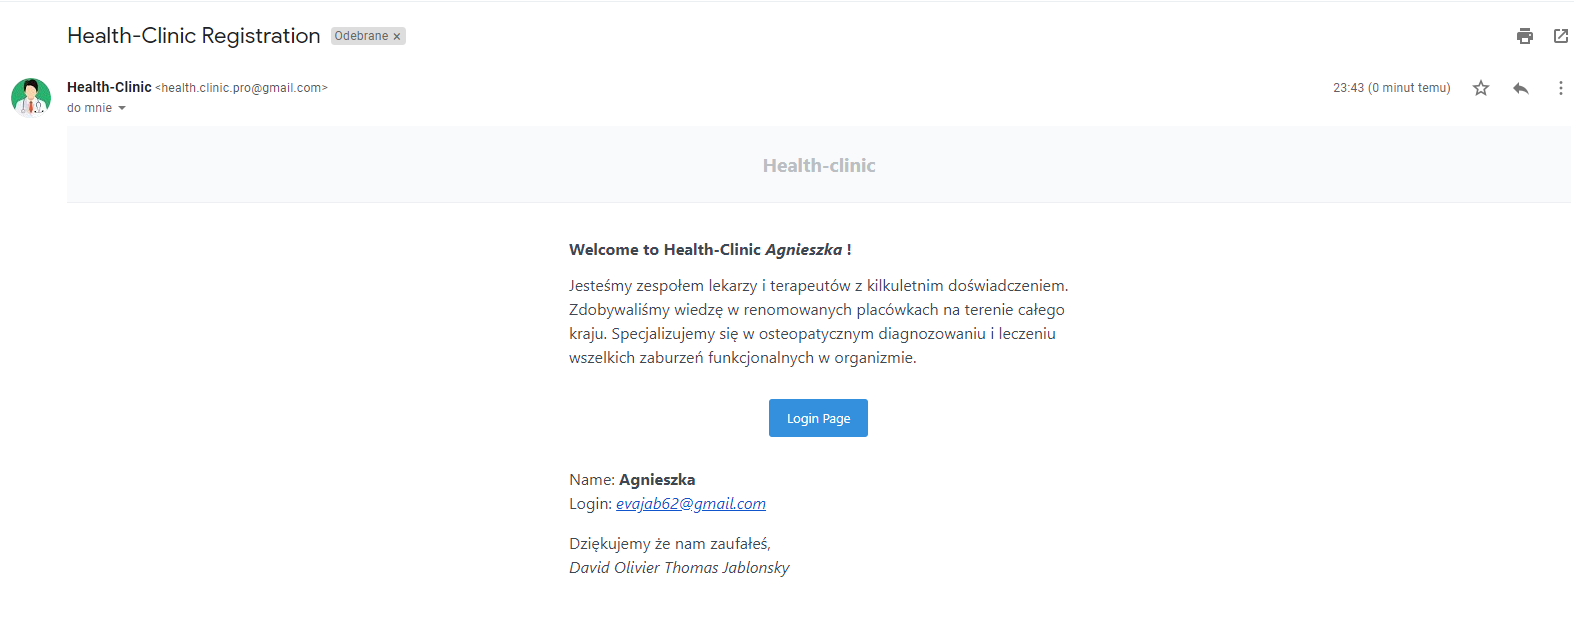 Health-Clinic Registration Odebrane ×
Health-Clinic <health.clinic.pro@gmail.com> 23:43 (0 minut temu)
do mnie
Health-clinic
Welcome to Health-Clinic Agnieszka !
Jesteśmy zespołem lekarzy i terapeutów z kilkuletnim doświadczeniem.
Zdobywaliśmy wiedzę w renomowanych placówkach na terenie całego
kraju. Specjalizujemy się w osteopatycznym diagnozowaniu i leczeniu
wszelkich zaburzeń funkcjonalnych w organizmie.
Login Page
Name: Agnieszka
Login: evajab62@gmail.com
Dziękujemy że nam zaufałeś,
David Olivier Thomas Jablonsky